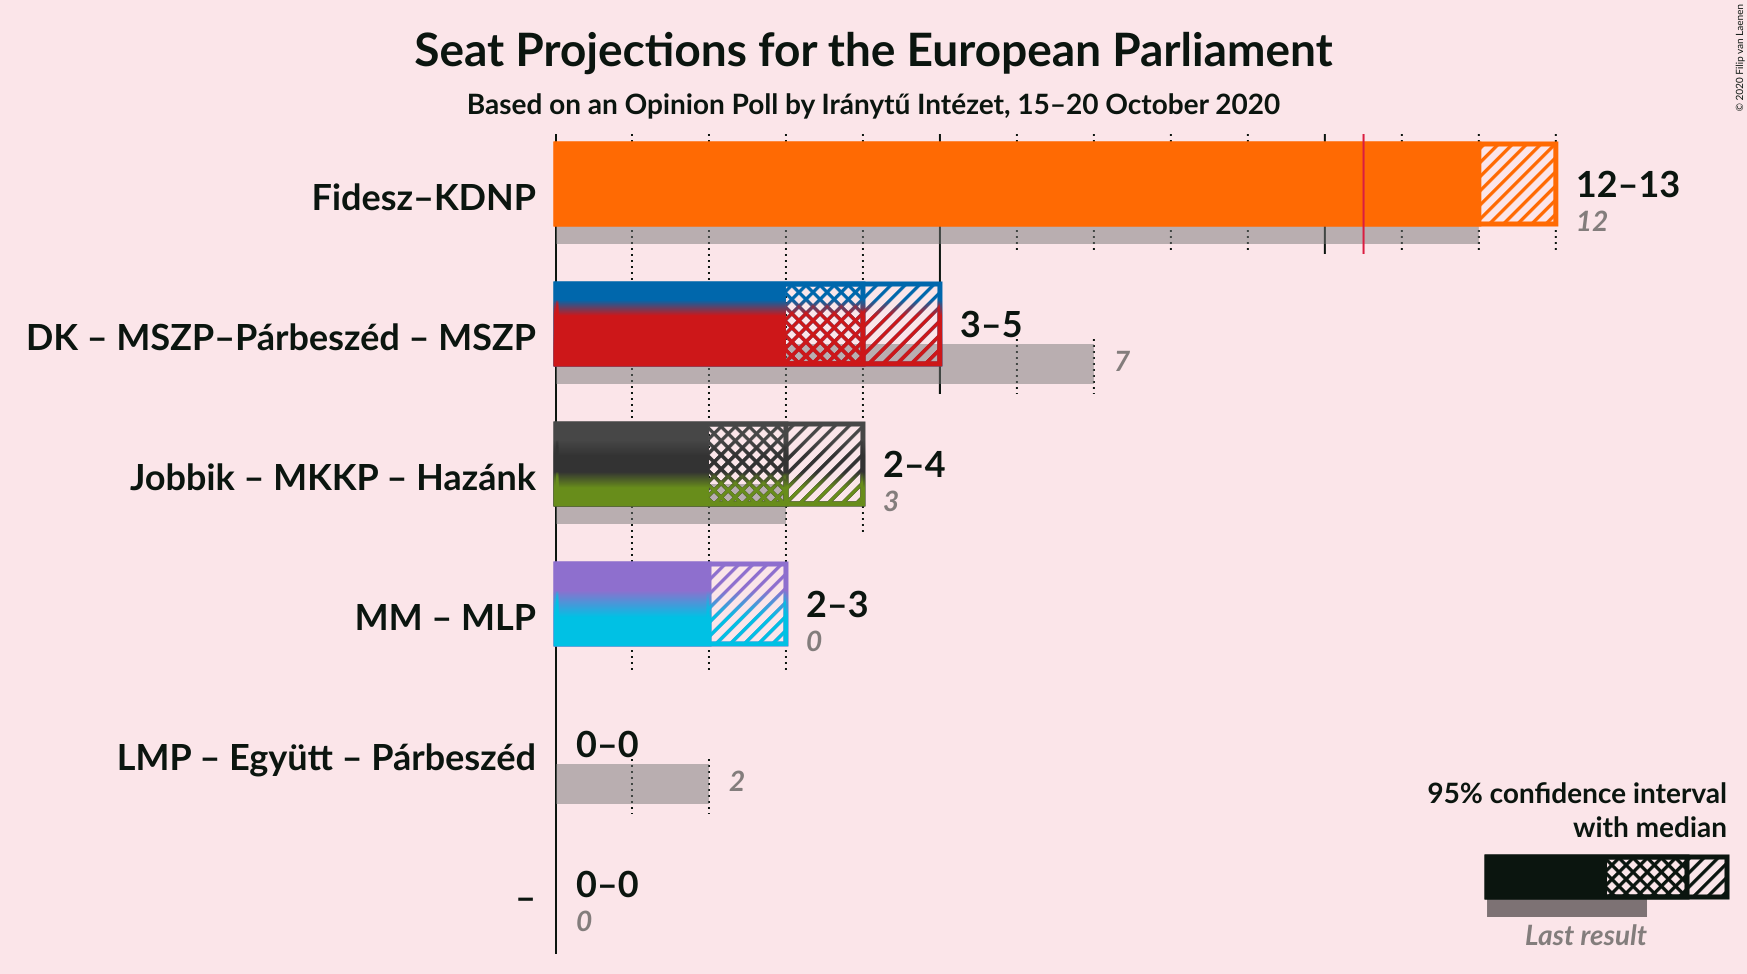 Seat Projections for the European Parliament
Based on an Opinion Poll by Iránytű Intézet, 15–20 October 2020
© 2020 Filip van Laenen
Fidesz–KDNP
12–13
12
DK – MSZP–Párbeszéd – MSZP
3–5
7
Jobbik – MKKP – Hazánk
2–4
3
MM – MLP
2–3
0
LMP – Együtt – Párbeszéd
0–0
2
–
0–0
0
95% confidence interval
with median
Last result